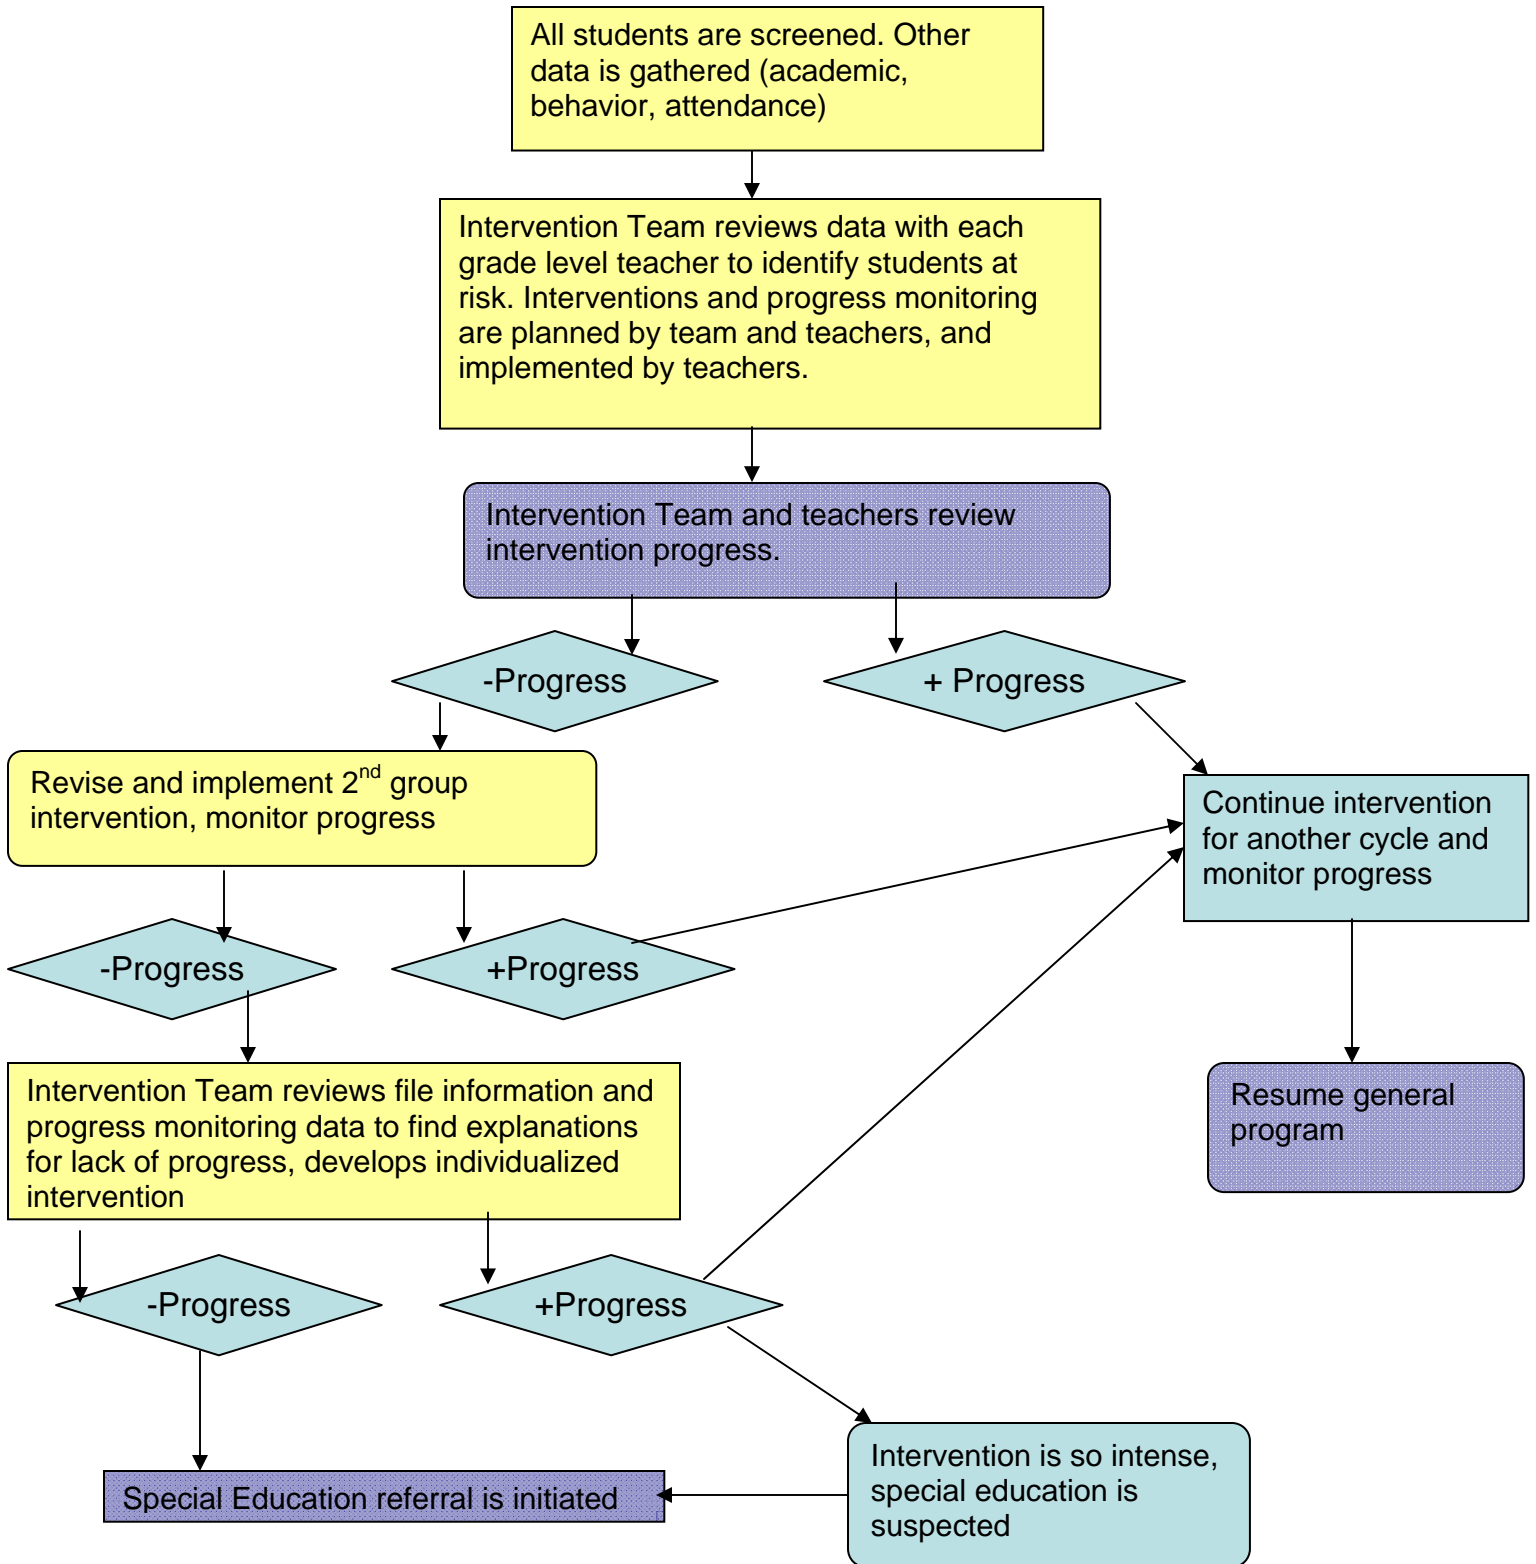 All students are screened. Other
data is gathered (academic,
behavior, attendance)
Intervention Team reviews data with each
grade level teacher to identify students at
risk. Interventions and progress monitoring
are planned by team and teachers, and
implemented by teachers.
Intervention Team and teachers review
intervention progress.
-Progress
+ Progress
Revise and implement 2nd group
intervention, monitor progress
Continue intervention
for another cycle and
monitor progress
-Progress
+Progress
Intervention Team reviews file information and
progress monitoring data to find explanations
for lack of progress, develops individualized
intervention
Resume general
program
-Progress
+Progress
Intervention is so intense,
special education is
suspected
Special Education referral is initiated